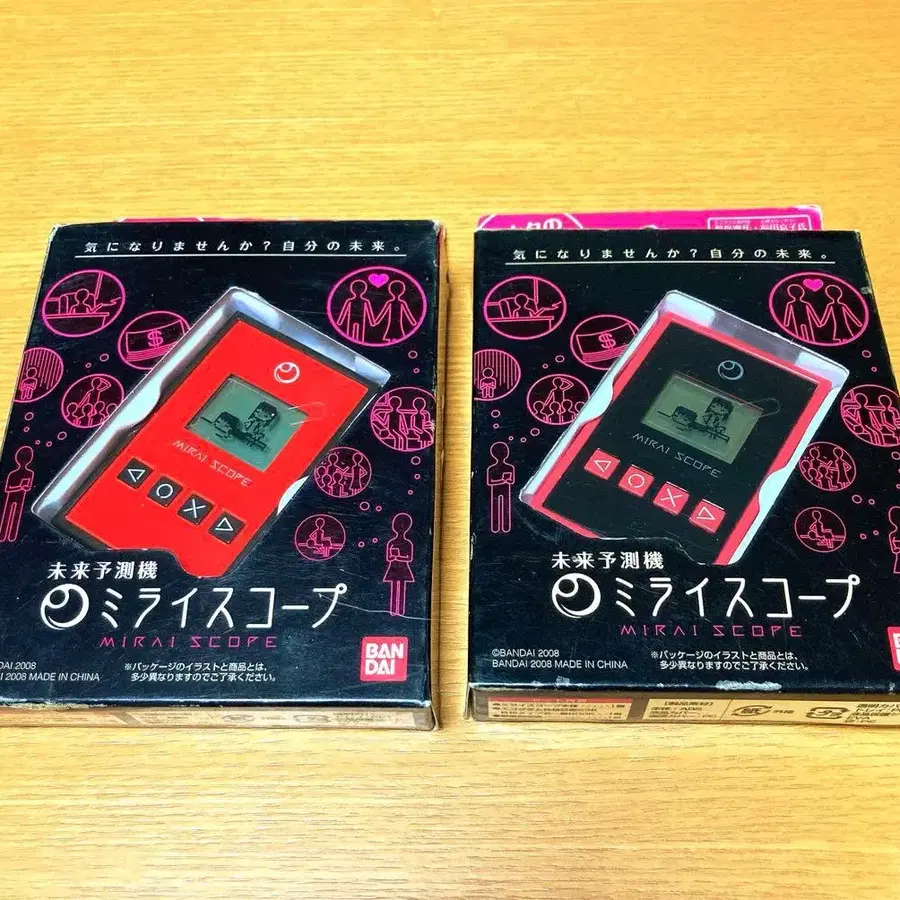 気になりませんか?自分の未来。
MIRAI SCOPE
未来予測機
ミライスコープ
MIRAI SCOPE
BAN
DAI
DAI 2008
DAI 2008 MADE IN CHINA
※パッケージのイラストと商品とは、
多少異なりますのでご了承ください。
気になりませんか?自分の未来。
MIRAI SCOPE
未来予測機
ミライスコープ
MIRAI SCOPE
©BANDAI 2008
BANDAI 2008 MADE IN CHINA
※パッケージのイラストと商品とは、
多少異なりますのでご了承ください。
BAN
DA